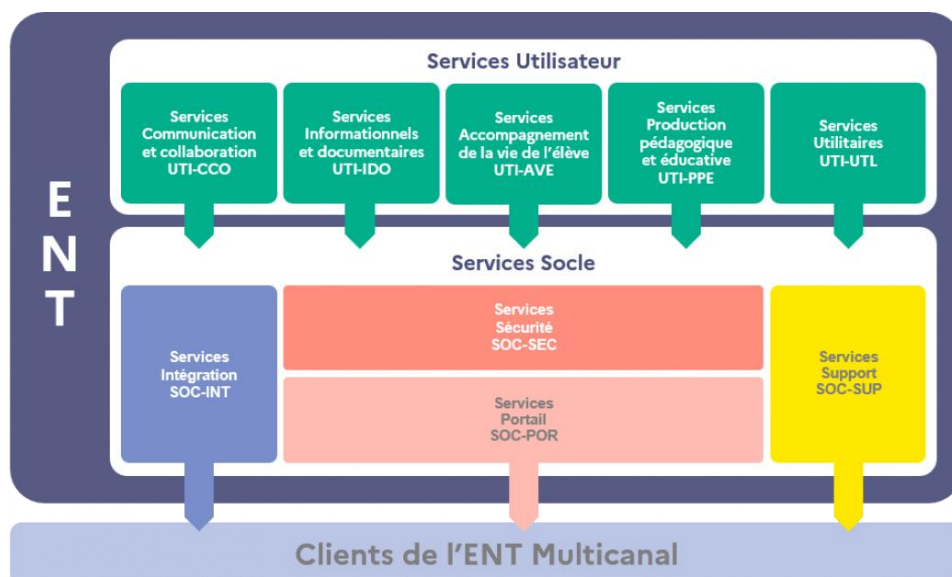 ENT
Services Utilisateur
Services
Communication
et collaboration
UTI-CCO
Services
Informationnels
et documentaires
UTI-IDO
Services
Accompagnement
de la vie de l'élève
UTI-AVE
Services
Production
pédagogique
et éducative
UTI-PPE
Services
Utilitaires
UTI-UTL
Services Socle
Services
Intégration
SOC-INT
Services
Sécurité
SOC-SEC
Services
Portail
SOC-POR
Services
Support
SOC-SUP
Clients de l'ENT Multicanal